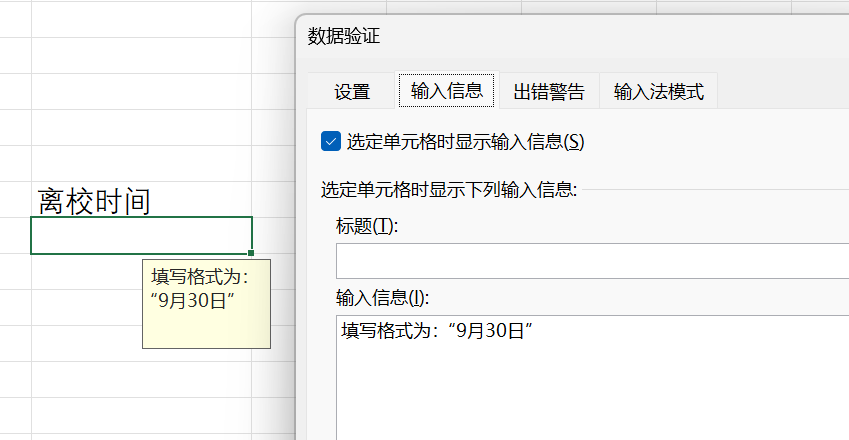 数据验证
设置
输入信息
出错警告
输入法模式
选定单元格时显示输入信息(S)
选定单元格时显示下列输入信息:
标题(T):
输入信息(I):
填写格式为：“9月30日”
离校时间
填写格式为：
“9月30日”